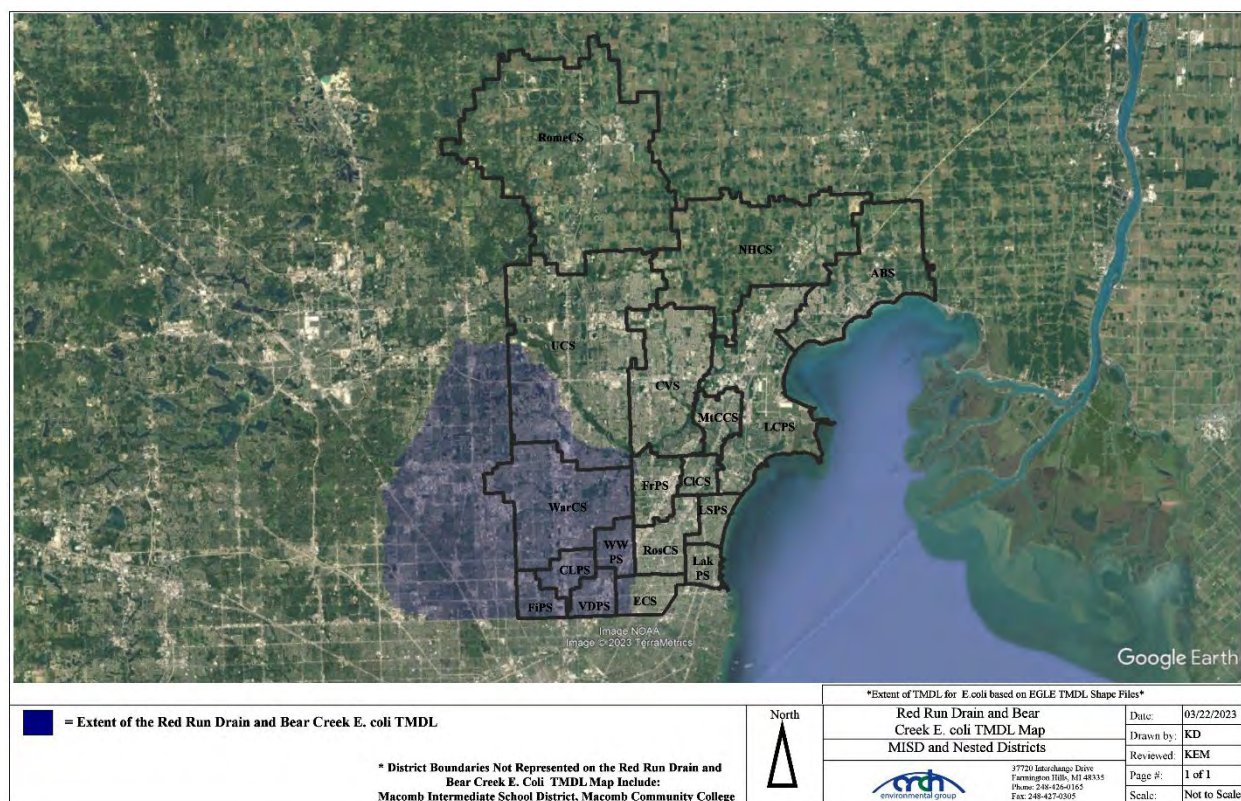 RomeCS
NHCS
ABS
UCS
CVS
MtCCS
LCPS
FrPS
ClCS
WarCS
LSPS
WW
PS
RosCS
Lak
PS
CLPS
FiPS
VDPS
ECS
Image NOAA
Image © 2023 TerraMetrics
Google Earth
*Extent of TMDL for E.coli based on EGLE TMDL Shape Files*
= Extent of the Red Run Drain and Bear Creek E. coli TMDL
* District Boundaries Not Represented on the Red Run Drain and
Bear Creek E. Coli TMDL Map Include:
Macomb Intermediate School District, Macomb Community College
North
Red Run Drain and Bear
Creek E. coli TMDL Map
MISD and Nested Districts
environmental group
37720 Interchange Drive
Farmington Hills, MI 48335
Phone: 248-426-0165
Fax: 248-427-0305
Date: 03/22/2023
Drawn by: KD
Reviewed: KEM
Page #: 1 of 1
Scale: Not to Scale